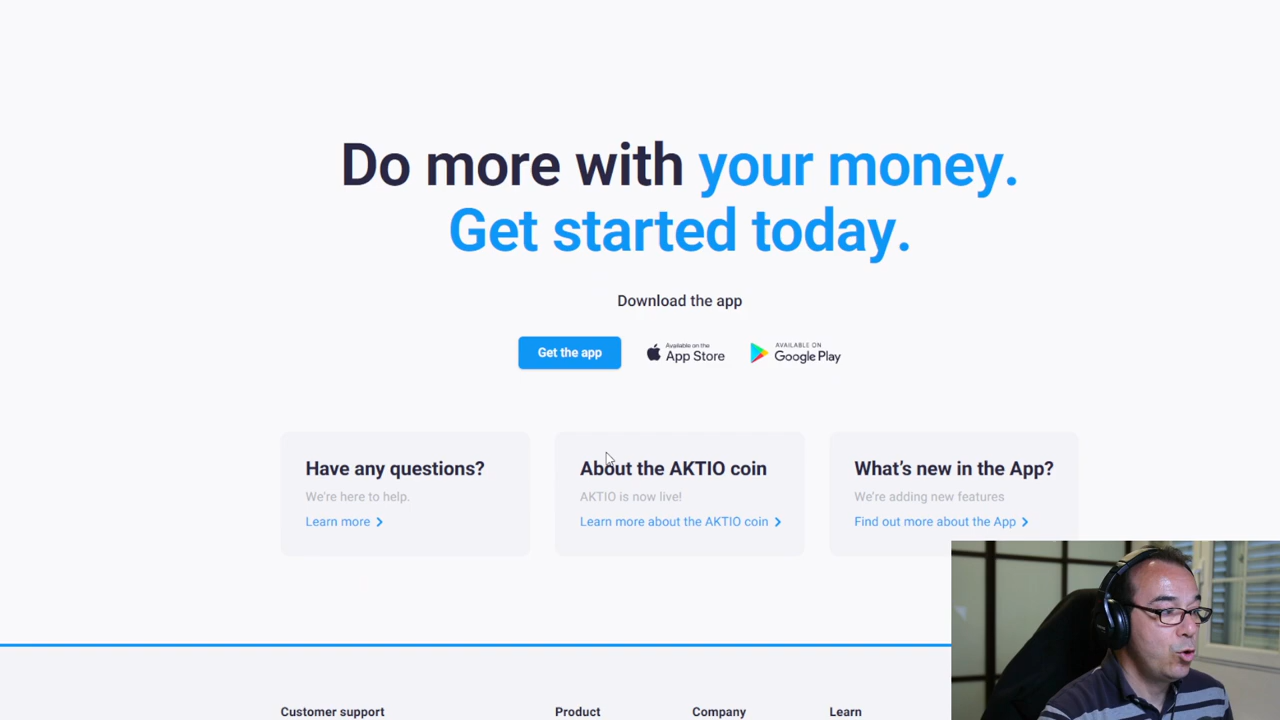 Do more with your money.
Get started today.
Download the app
Get the app
Available on the
App Store
AVAILABLE ON
Google Play
Have any questions?
We're here to help.
Learn more
About the AKTIO coin
AKTIO is now live!
Learn more about the AKTIO coin
What's new in the App?
We're adding new features
Find out more about the App
Customer support
Product
Company
Learn